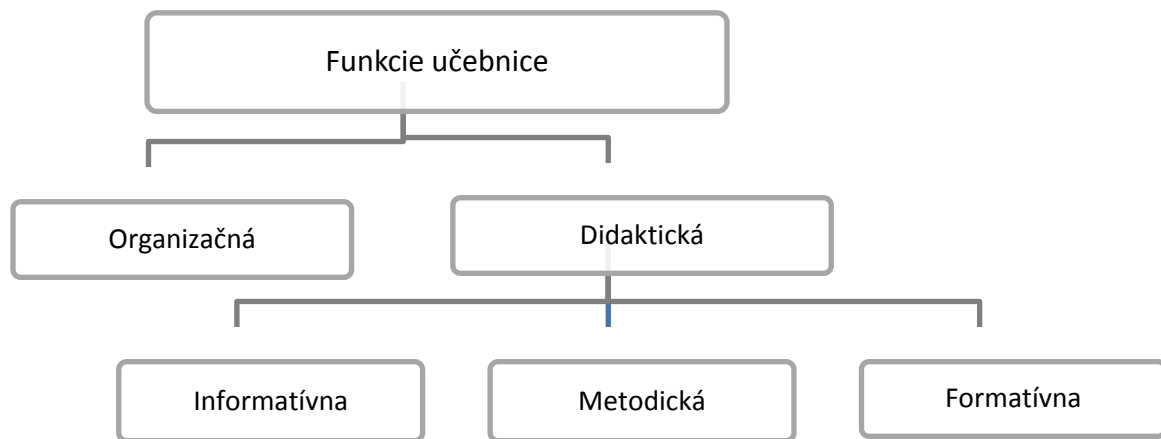 Funkcie učebnice
Organizačná
Didaktická
Informatívna
Metodická
Formatívna